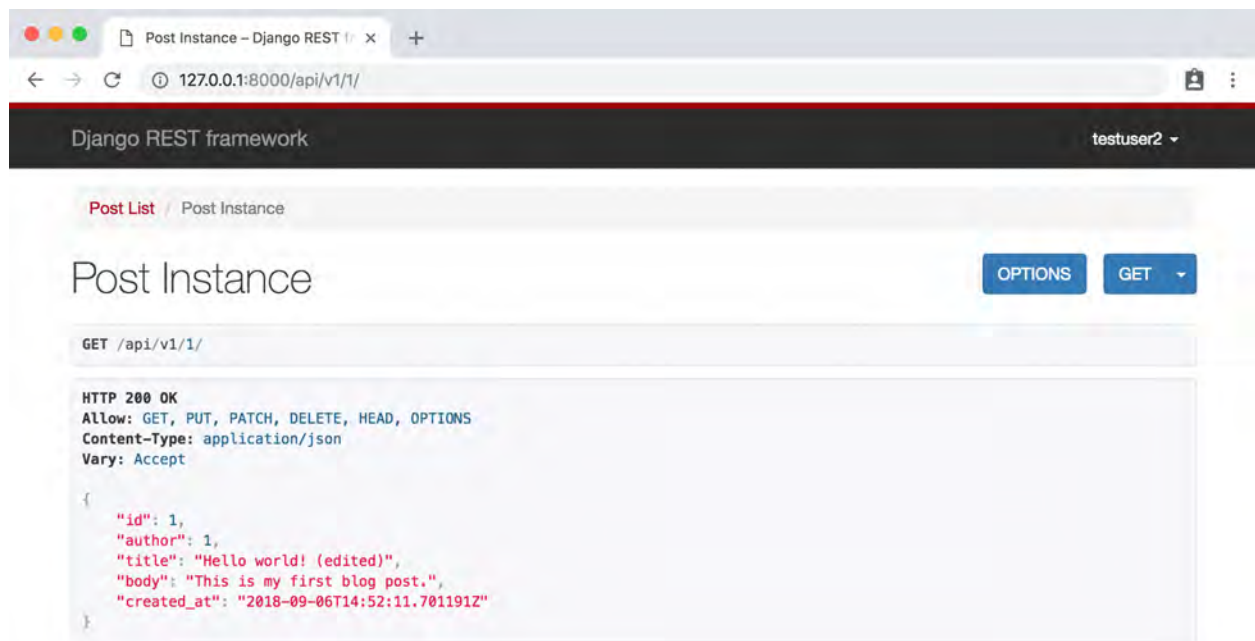 Post Instance – Django REST fr
127.0.0.1:8000/api/v1/1/
Django REST framework testuser2
Post List / Post Instance
Post Instance OPTIONS GET
GET /api/v1/1/
HTTP 200 OK
Allow: GET, PUT, PATCH, DELETE, HEAD, OPTIONS
Content-Type: application/json
Vary: Accept
{
"id": 1,
"author": 1,
"title": "Hello world! (edited)",
"body": "This is my first blog post.",
"created_at": "2018-09-06T14:52:11.701191Z"
}